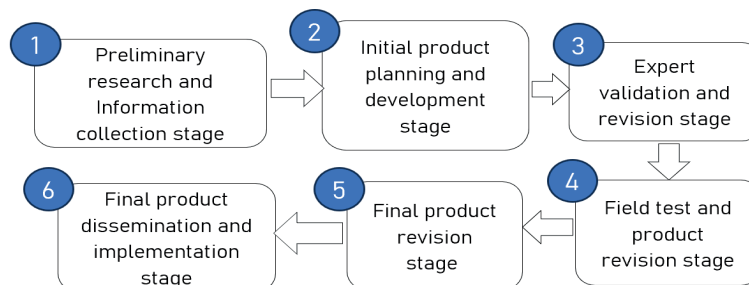 1
Preliminary
research and
Information
collection stage
2
Initial product
planning and
development
stage
3
Expert
validation and
revision stage
4
Field test and
product
revision stage
5
Final product
revision
stage
6
Final product
dissemination and
implementation
stage